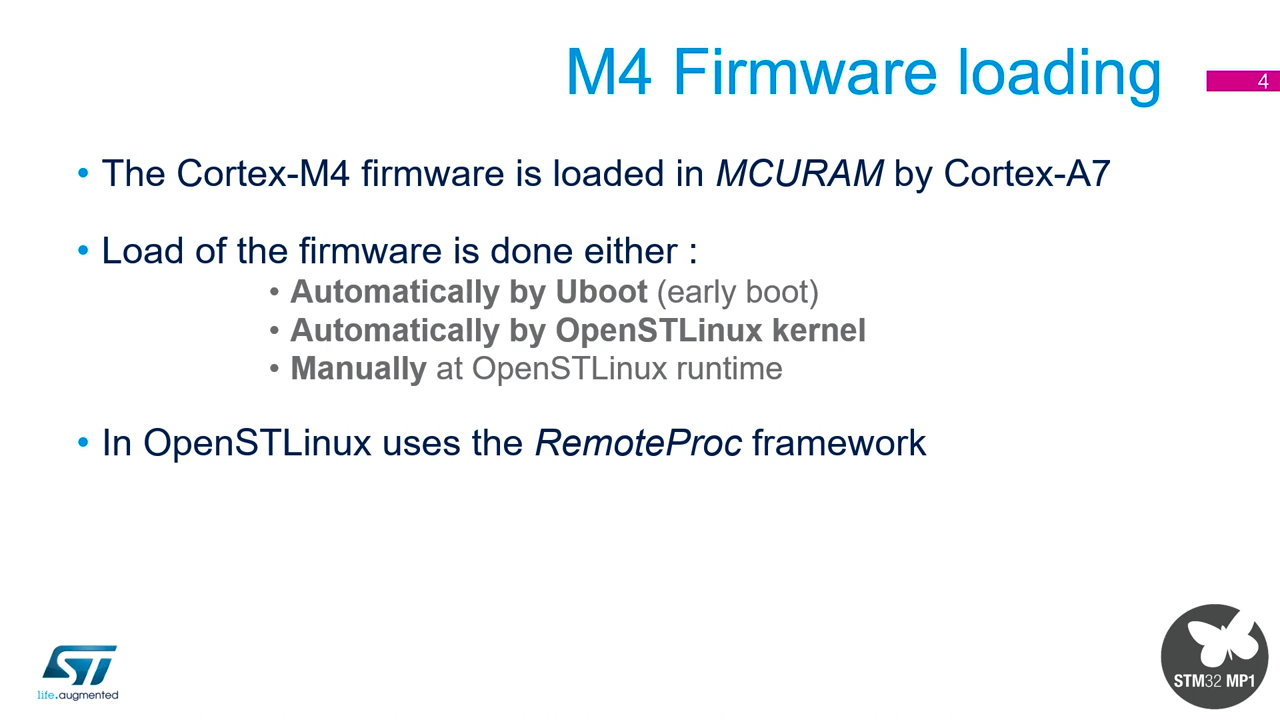 M4 Firmware loading
4
• The Cortex-M4 firmware is loaded in MCURAM by Cortex-A7
• Load of the firmware is done either :
• Automatically by Uboot (early boot)
• Automatically by OpenSTLinux kernel
• Manually at OpenSTLinux runtime
• In OpenSTLinux uses the RemoteProc framework
ST
life.augmented
STM32 MP1